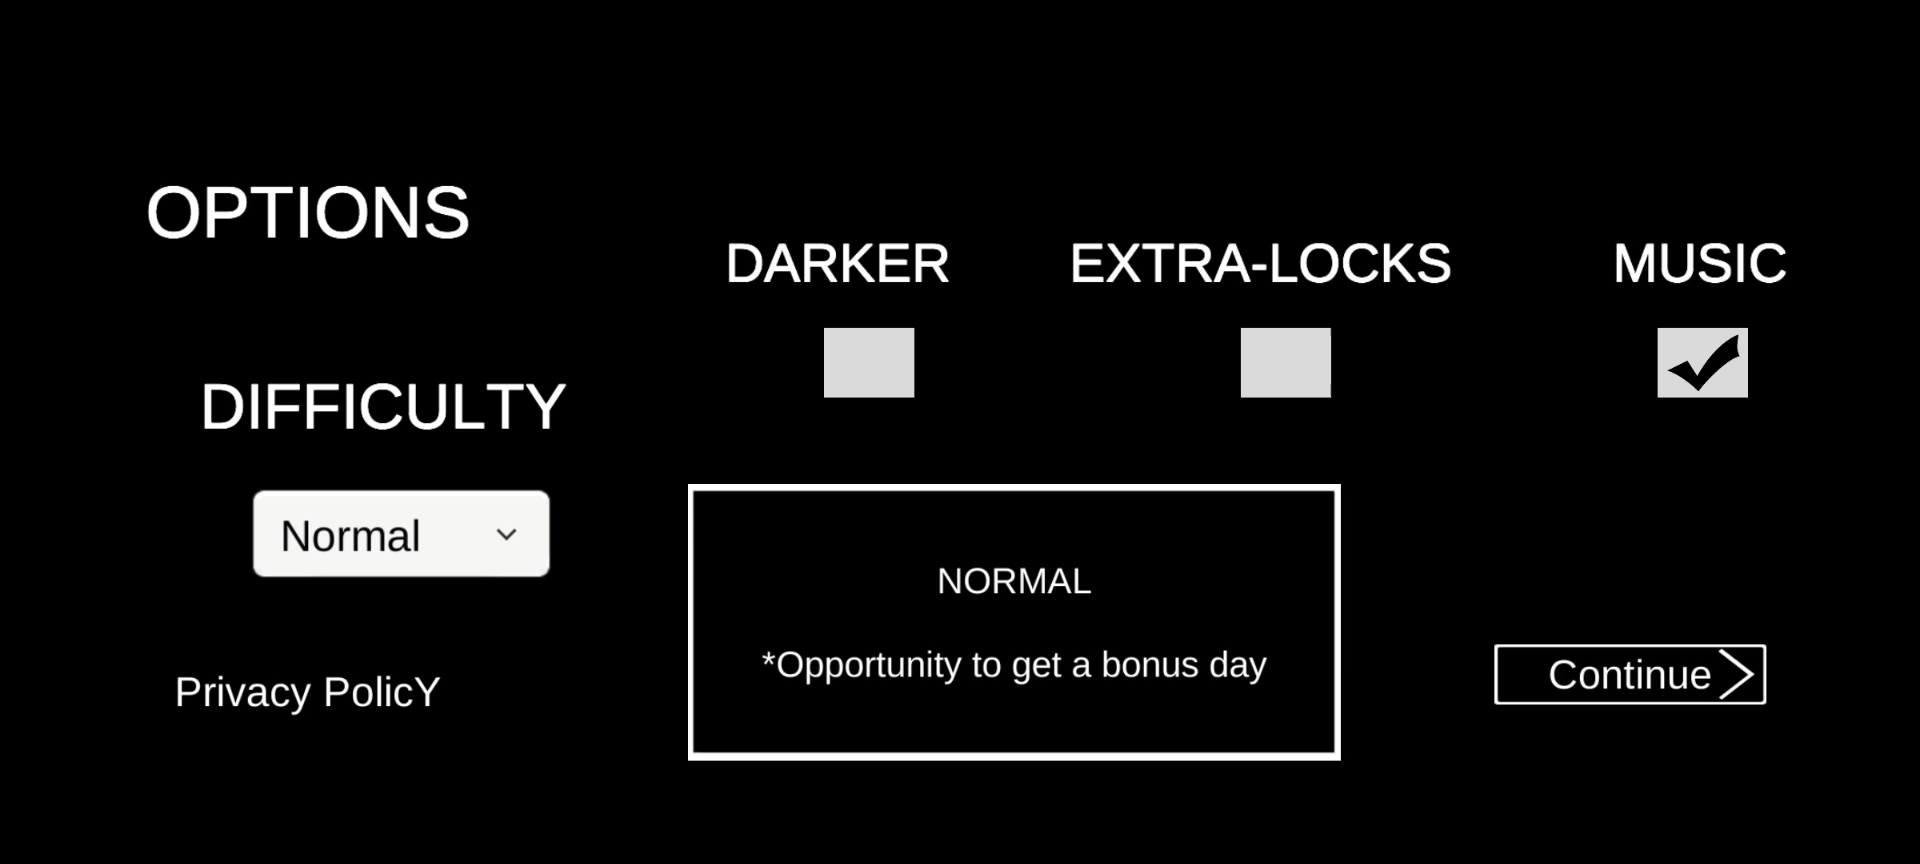 OPTIONS
DARKER
EXTRA-LOCKS
MUSIC
DIFFICULTY
Normal
NORMAL
*Opportunity to get a bonus day
Privacy PolicY
Continue